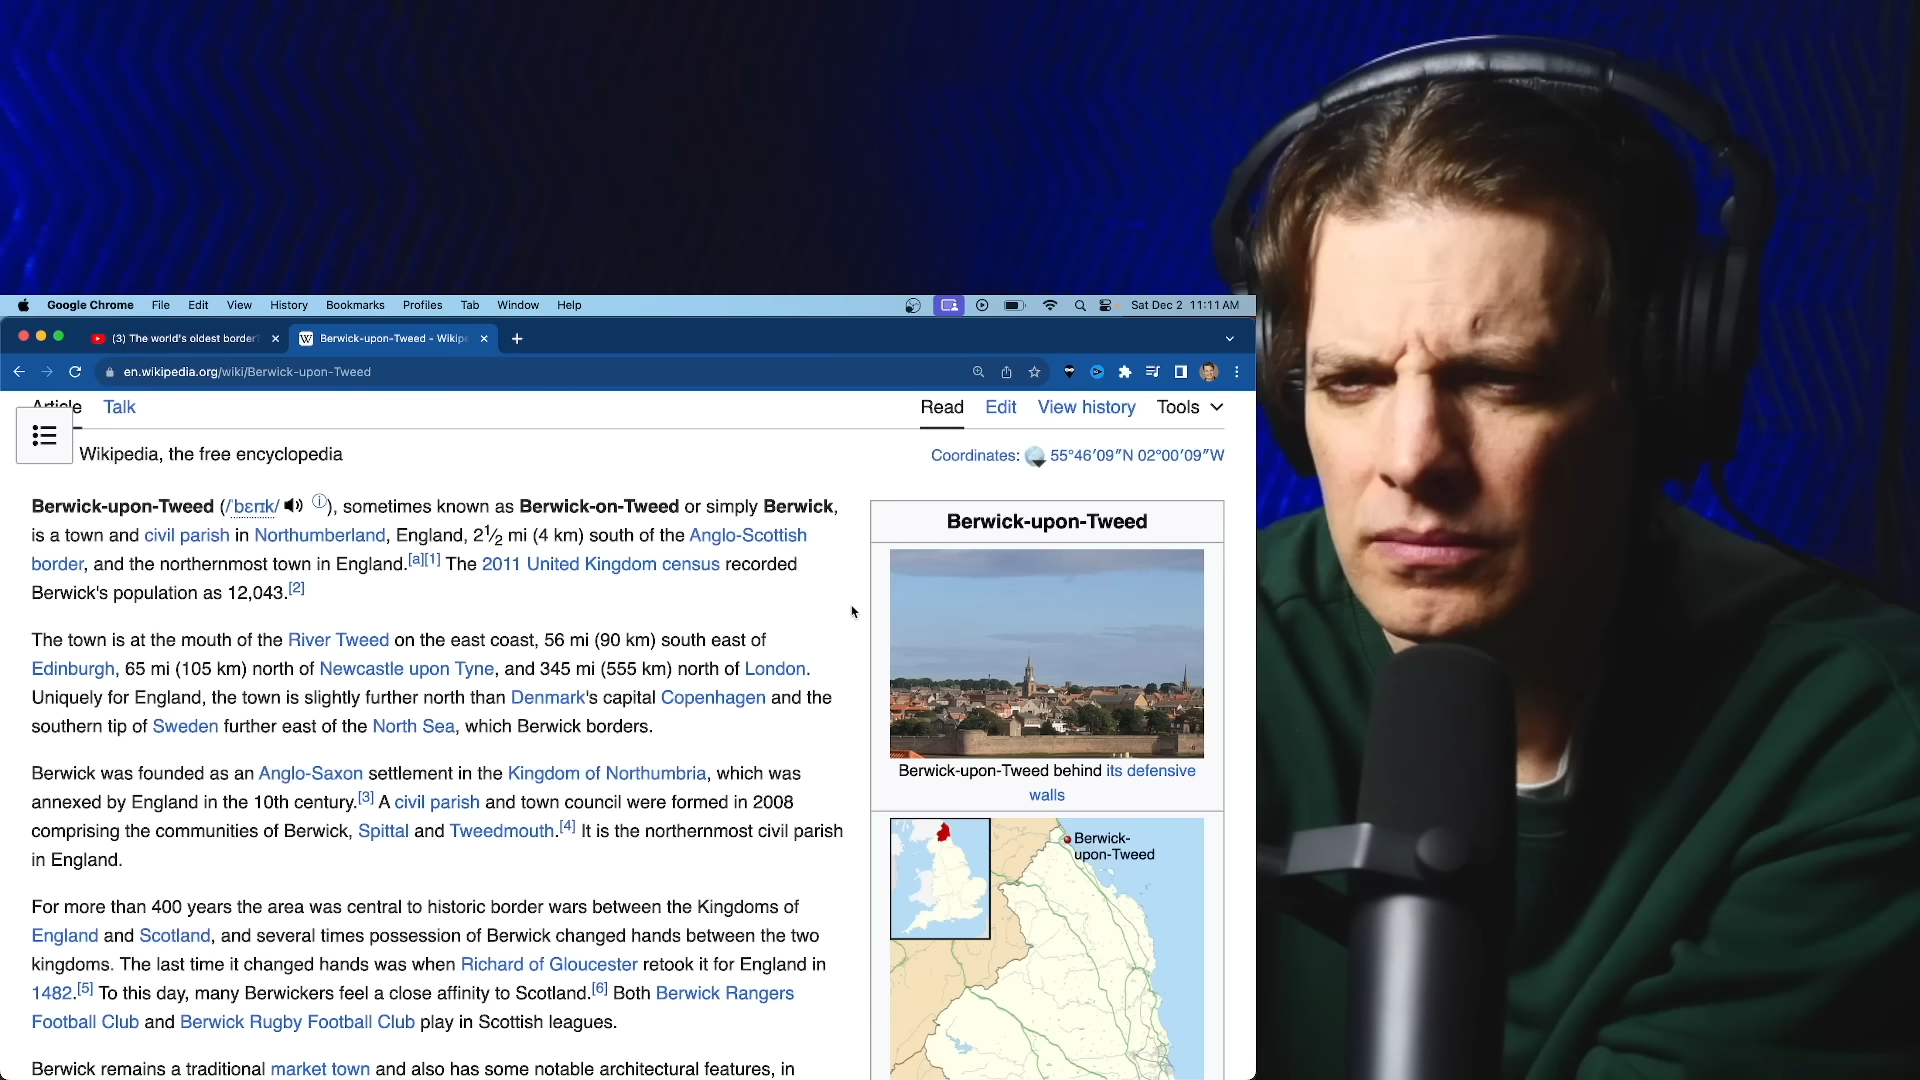 Google Chrome File Edit View History Bookmarks Profiles Tab Window Help Sat Dec 2 11:11 AM
(3) The world's oldest border? Berwick-upon-Tweed - Wikipe
en.wikipedia.org/wiki/Berwick-upon-Tweed
Article Talk Read Edit View history Tools
Wikipedia, the free encyclopedia
Coordinates: 55°46′09″N 02°00′09″W
Berwick-upon-Tweed (/ˈbɛrɪk/ ⓘ), sometimes known as Berwick-on-Tweed or simply Berwick,
is a town and civil parish in Northumberland, England, 2½ mi (4 km) south of the Anglo-Scottish
border, and the northernmost town in England.[a][1] The 2011 United Kingdom census recorded
Berwick's population as 12,043.[2]
The town is at the mouth of the River Tweed on the east coast, 56 mi (90 km) south east of
Edinburgh, 65 mi (105 km) north of Newcastle upon Tyne, and 345 mi (555 km) north of London.
Uniquely for England, the town is slightly further north than Denmark's capital Copenhagen and the
southern tip of Sweden further east of the North Sea, which Berwick borders.
Berwick was founded as an Anglo-Saxon settlement in the Kingdom of Northumbria, which was
annexed by England in the 10th century.[3] A civil parish and town council were formed in 2008
comprising the communities of Berwick, Spittal and Tweedmouth.[4] It is the northernmost civil parish
in England.
For more than 400 years the area was central to historic border wars between the Kingdoms of
England and Scotland, and several times possession of Berwick changed hands between the two
kingdoms. The last time it changed hands was when Richard of Gloucester retook it for England in
1482.[5] To this day, many Berwickers feel a close affinity to Scotland.[6] Both Berwick Rangers
Football Club and Berwick Rugby Football Club play in Scottish leagues.
Berwick remains a traditional market town and also has some notable architectural features, in
Berwick-upon-Tweed
Berwick-upon-Tweed behind its defensive
walls
Berwick-
upon-Tweed